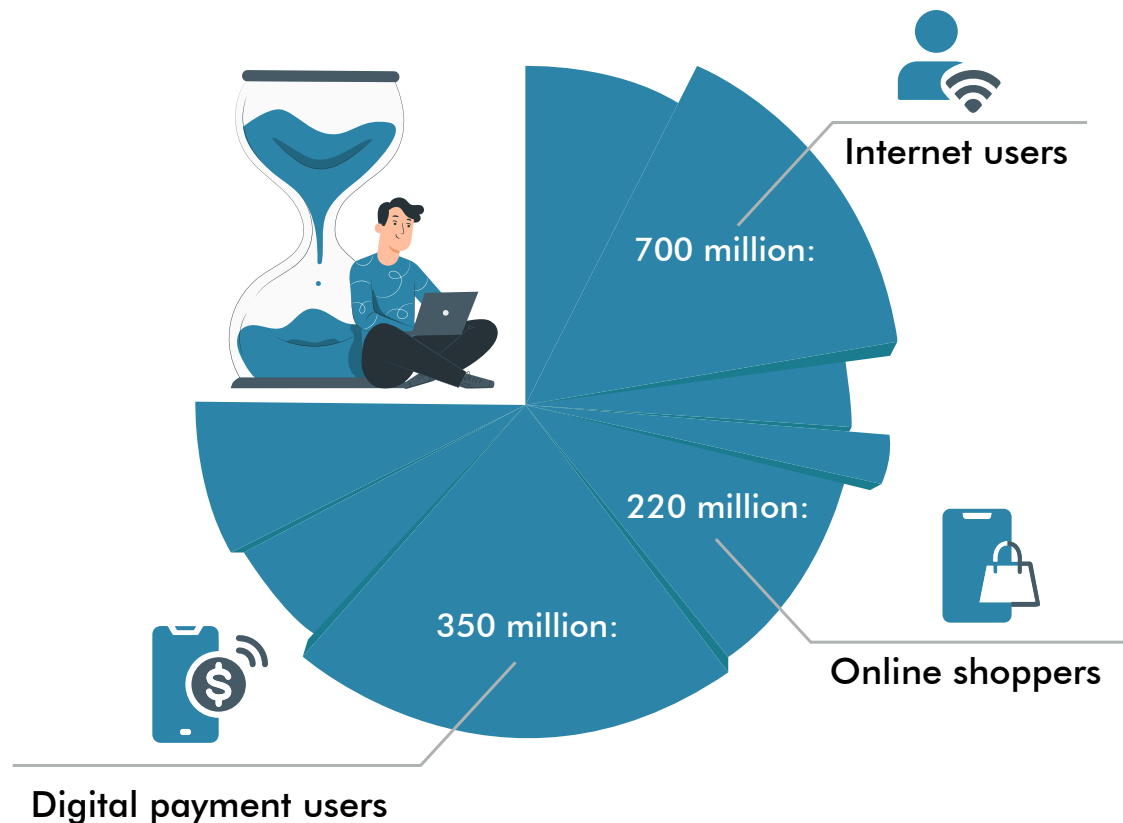 Internet users
700 million:
220 million:
Online shoppers
350 million:
Digital payment users